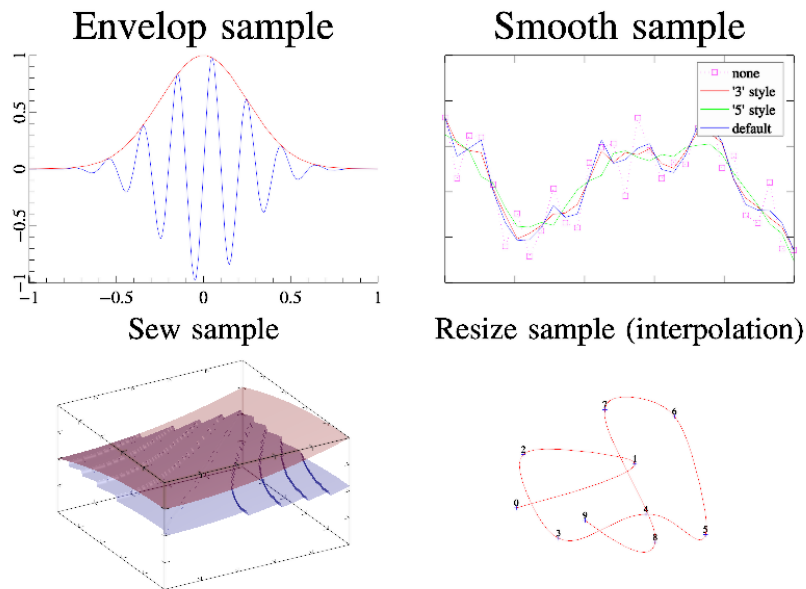 Envelop sample
Smooth sample
1
0.5
0
−0.5
−1
−1
−0.5
0
0.5
1
none
'3' style
'5' style
default
Sew sample
Resize sample (interpolation)
7
6
2
1
0
9
4
3
8
5